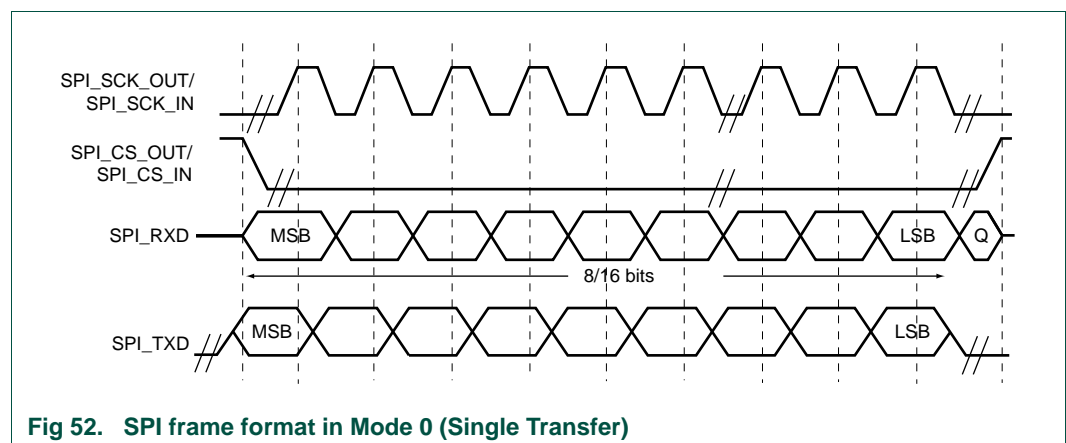 SPI_SCK_OUT/
SPI_SCK_IN
SPI_CS_OUT/
SPI_CS_IN
SPI_RXD
MSB
LSB
Q
8/16 bits
SPI_TXD
MSB
LSB
Fig 52. SPI frame format in Mode 0 (Single Transfer)